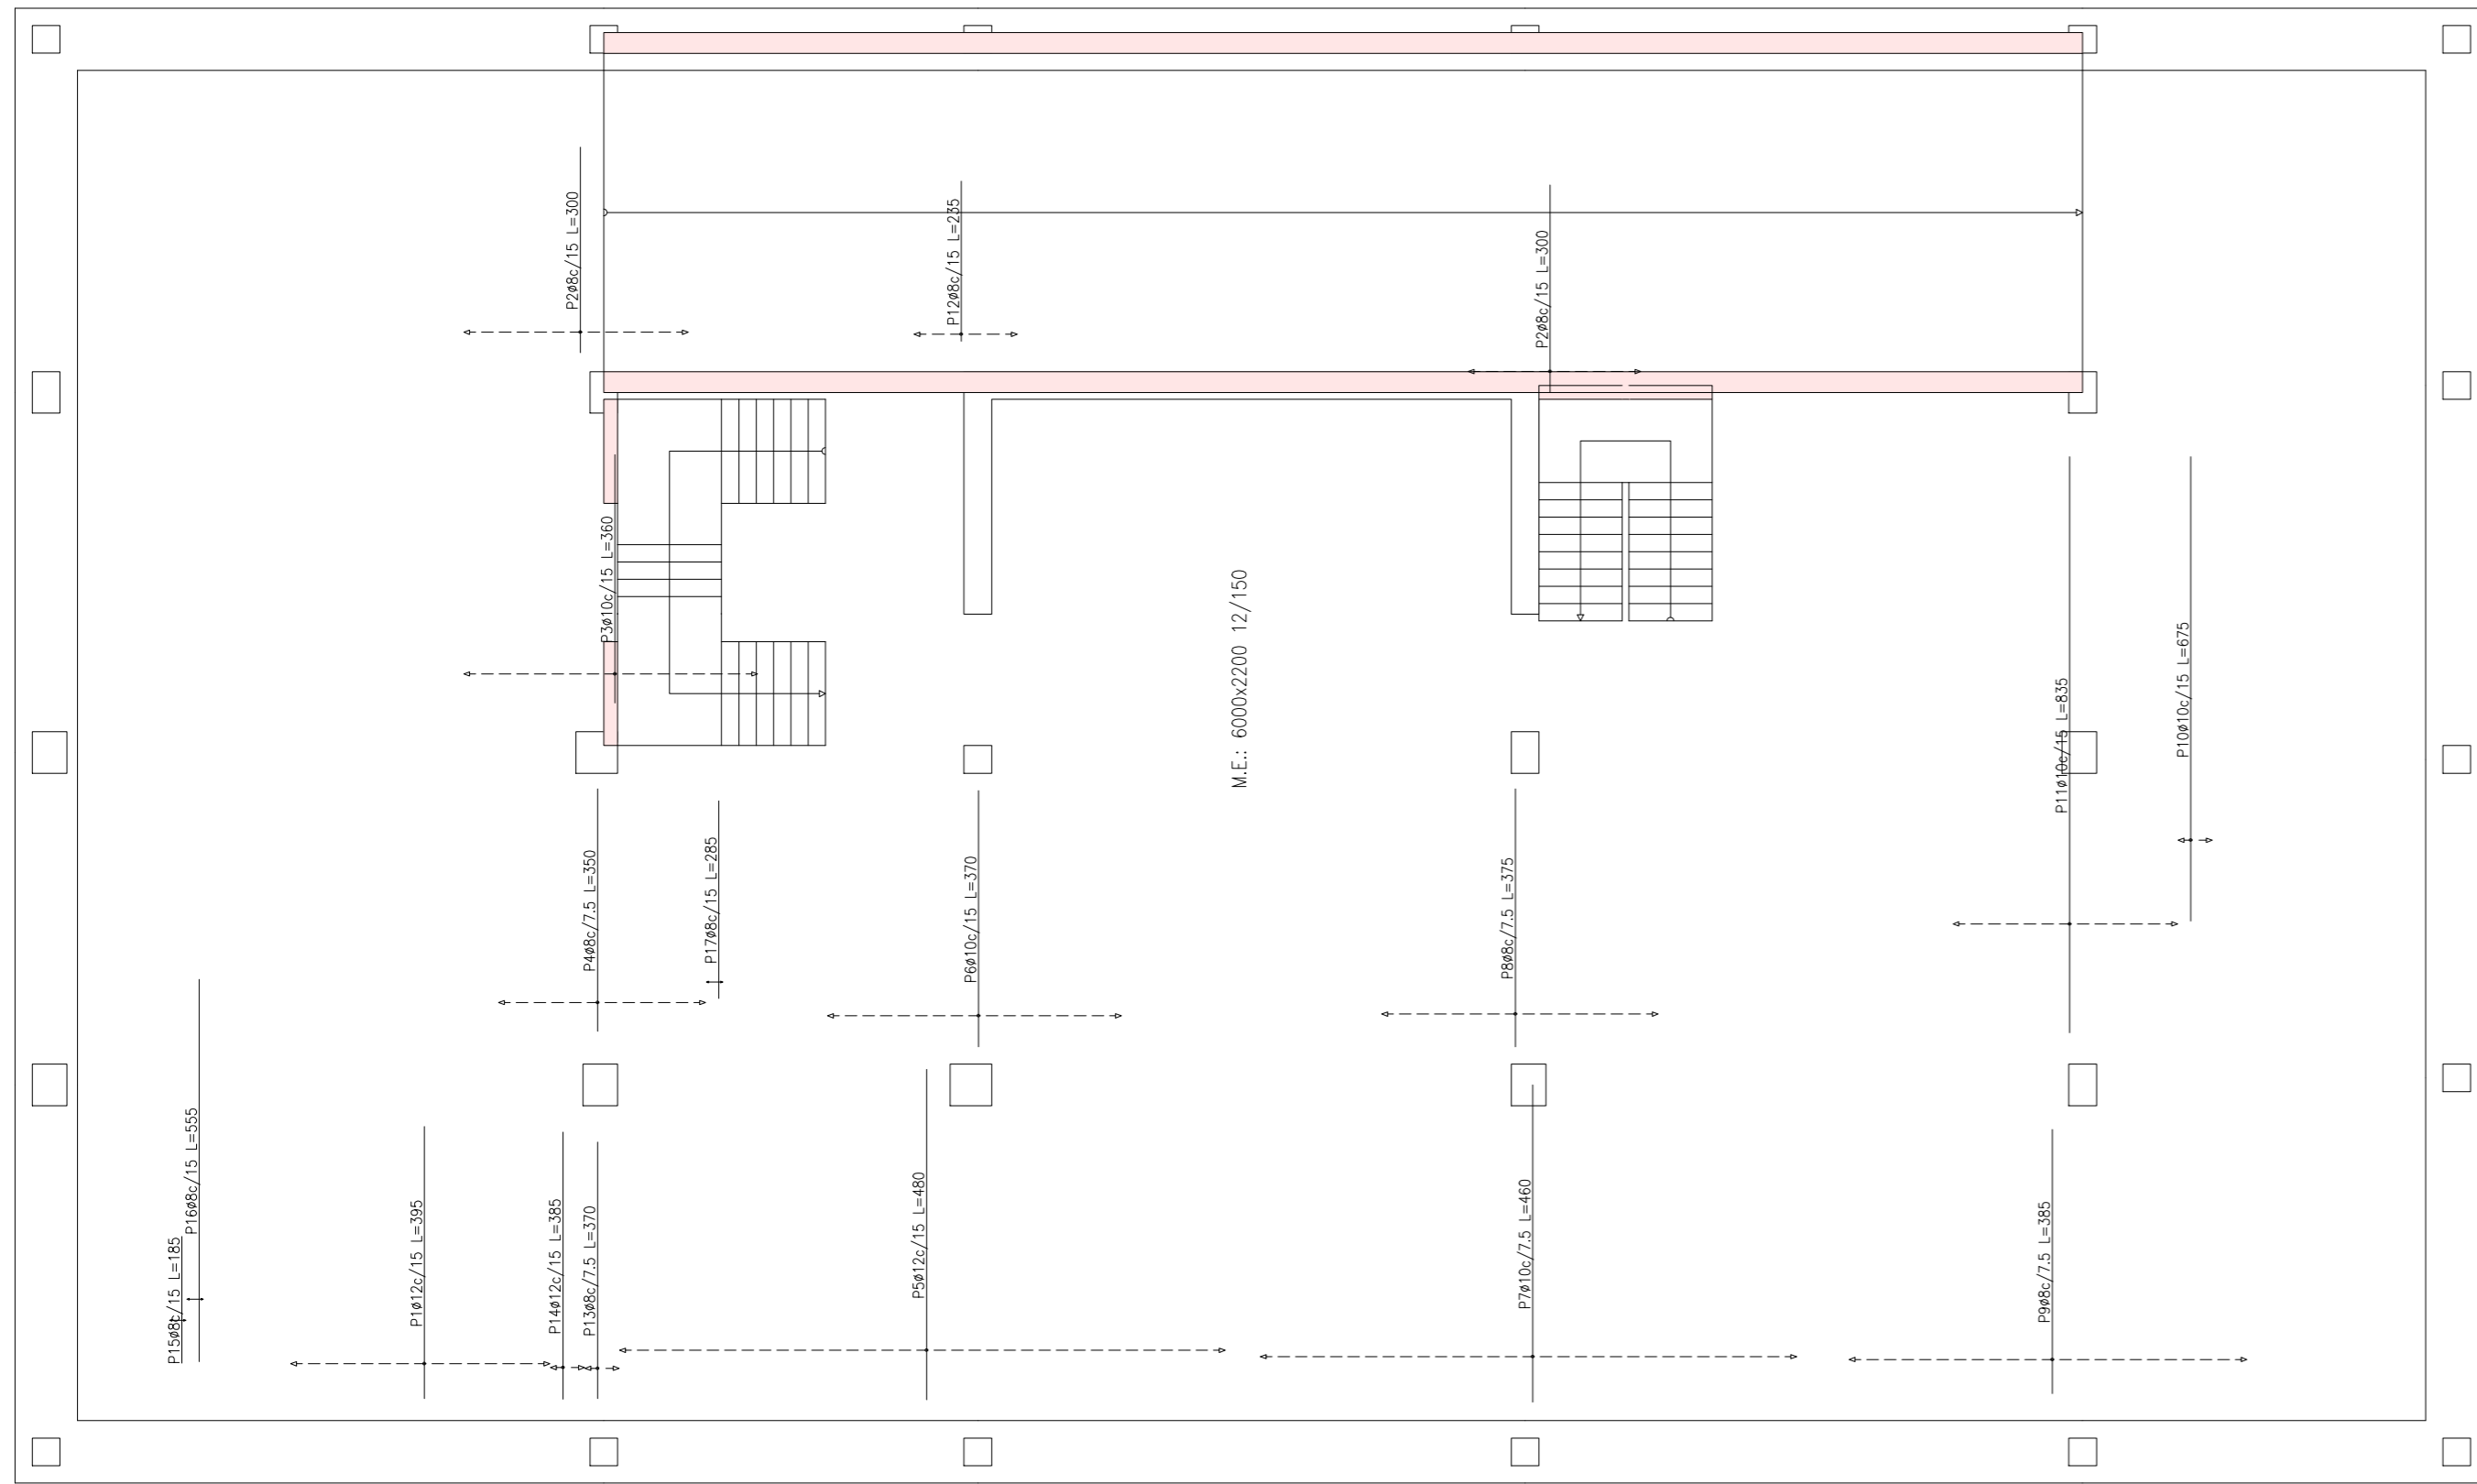 P2ø8c/15 L=300
P12ø8c/15 L=235
P2ø8c/15 L=300
P3ø10c/15 L=360
M.E.: 6000x2200 12/150
P11ø10c/15 L=835
P10ø10c/15 L=675
P4ø8c/7.5 L=350
P17ø8c/15 L=285
P6ø10c/15 L=370
P8ø8c/7.5 L=375
P15ø8c/15 L=185
P16ø8c/15 L=555
P1ø12c/15 L=395
P14ø12c/15 L=385
P13ø8c/7.5 L=370
P5ø12c/15 L=480
P7ø10c/7.5 L=460
P9ø8c/7.5 L=385